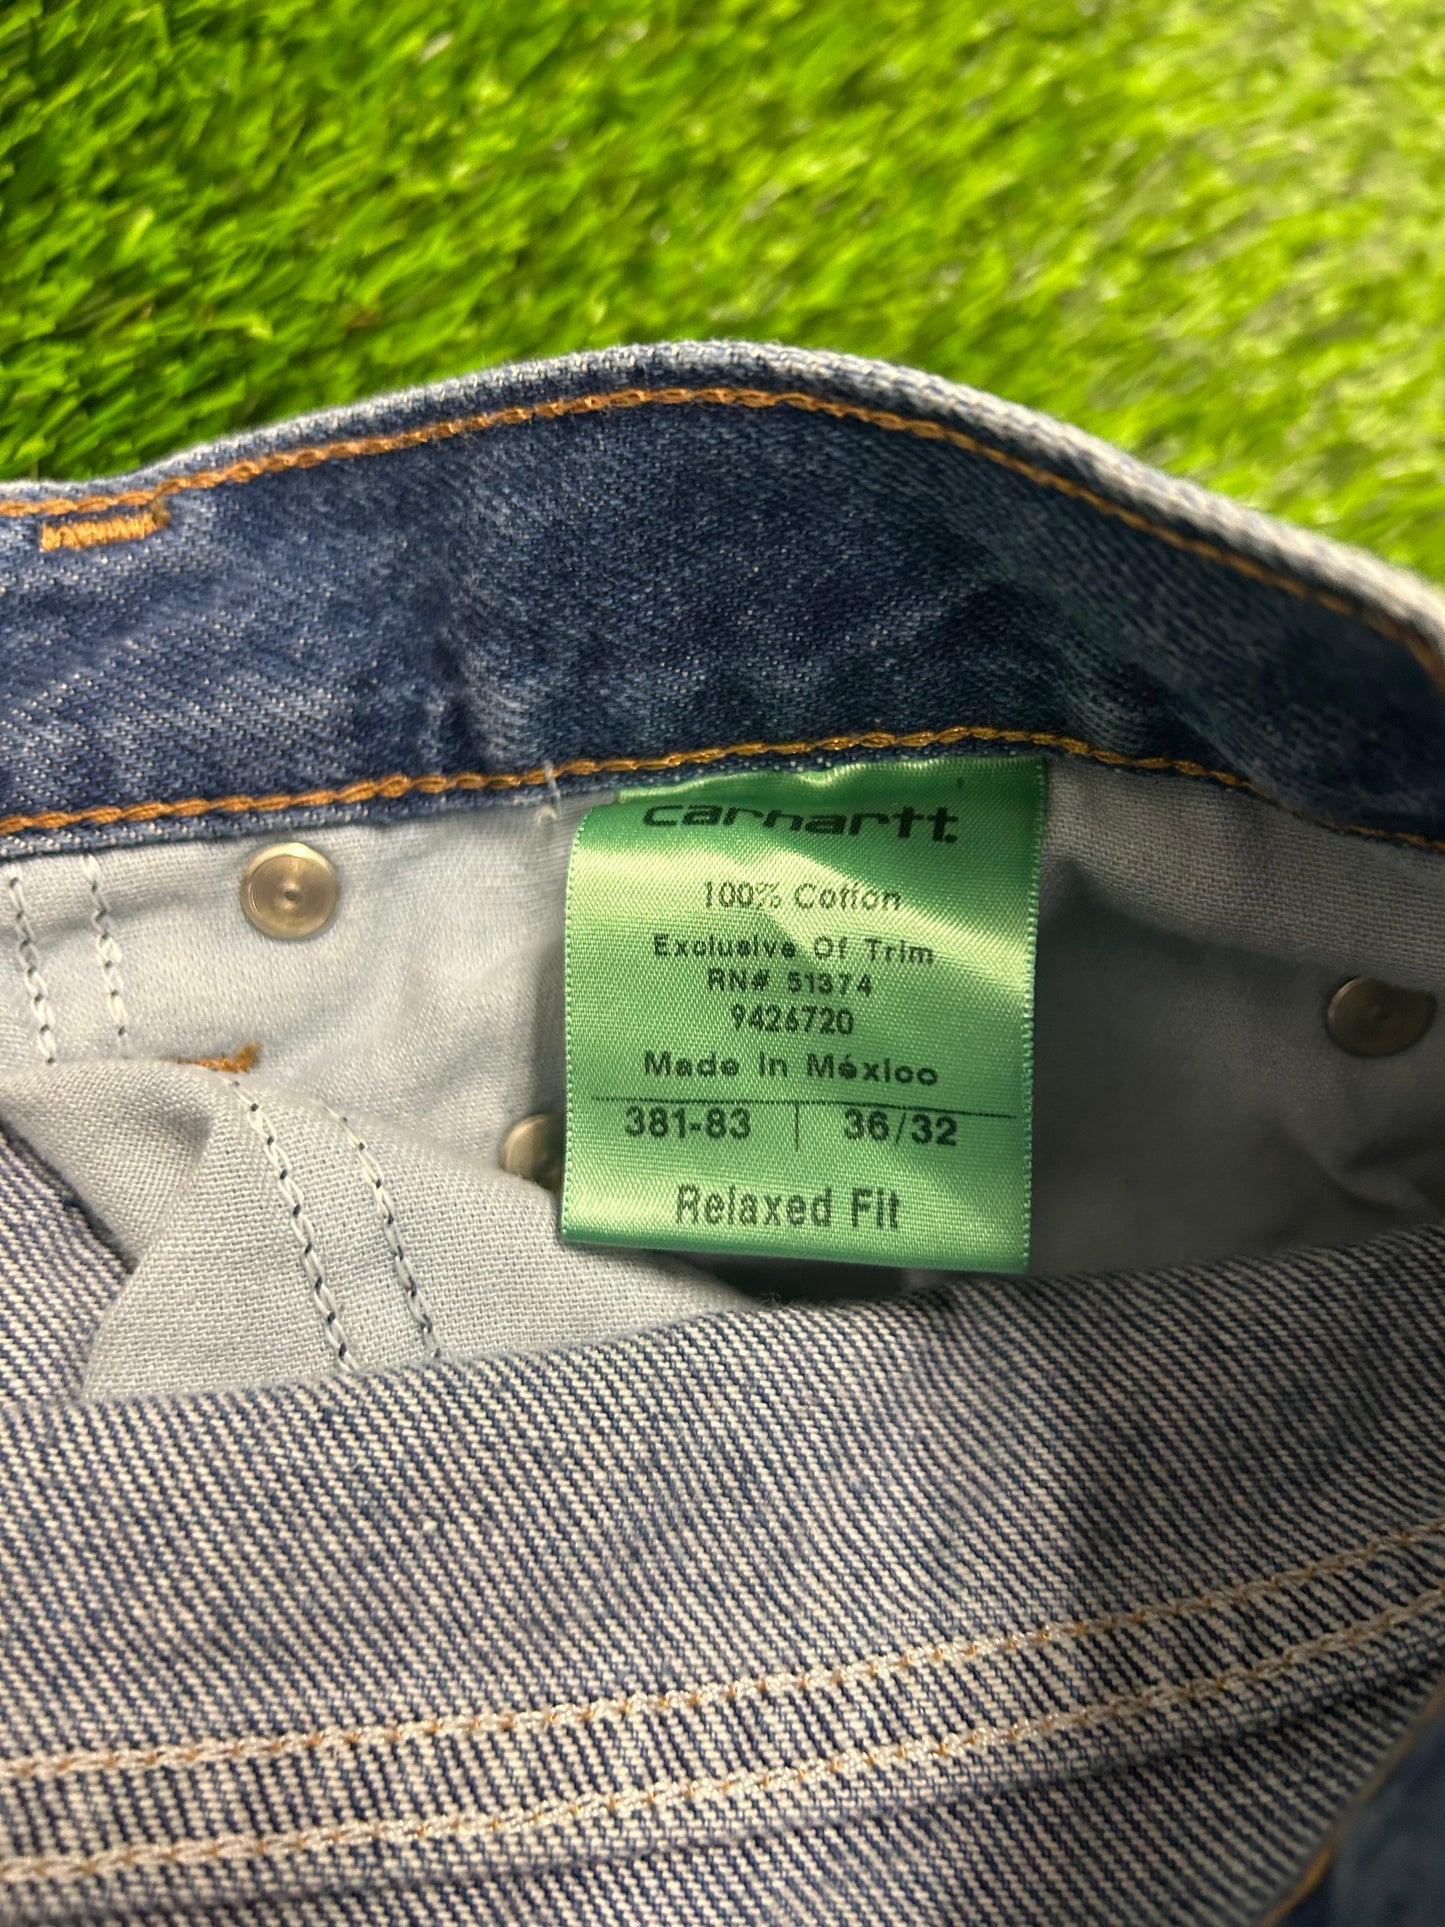 carhartt
100% Cotton
Exclusive Of Trim
RN# 51374
9426720
Made In México
381-83 | 36/32
Relaxed Fit